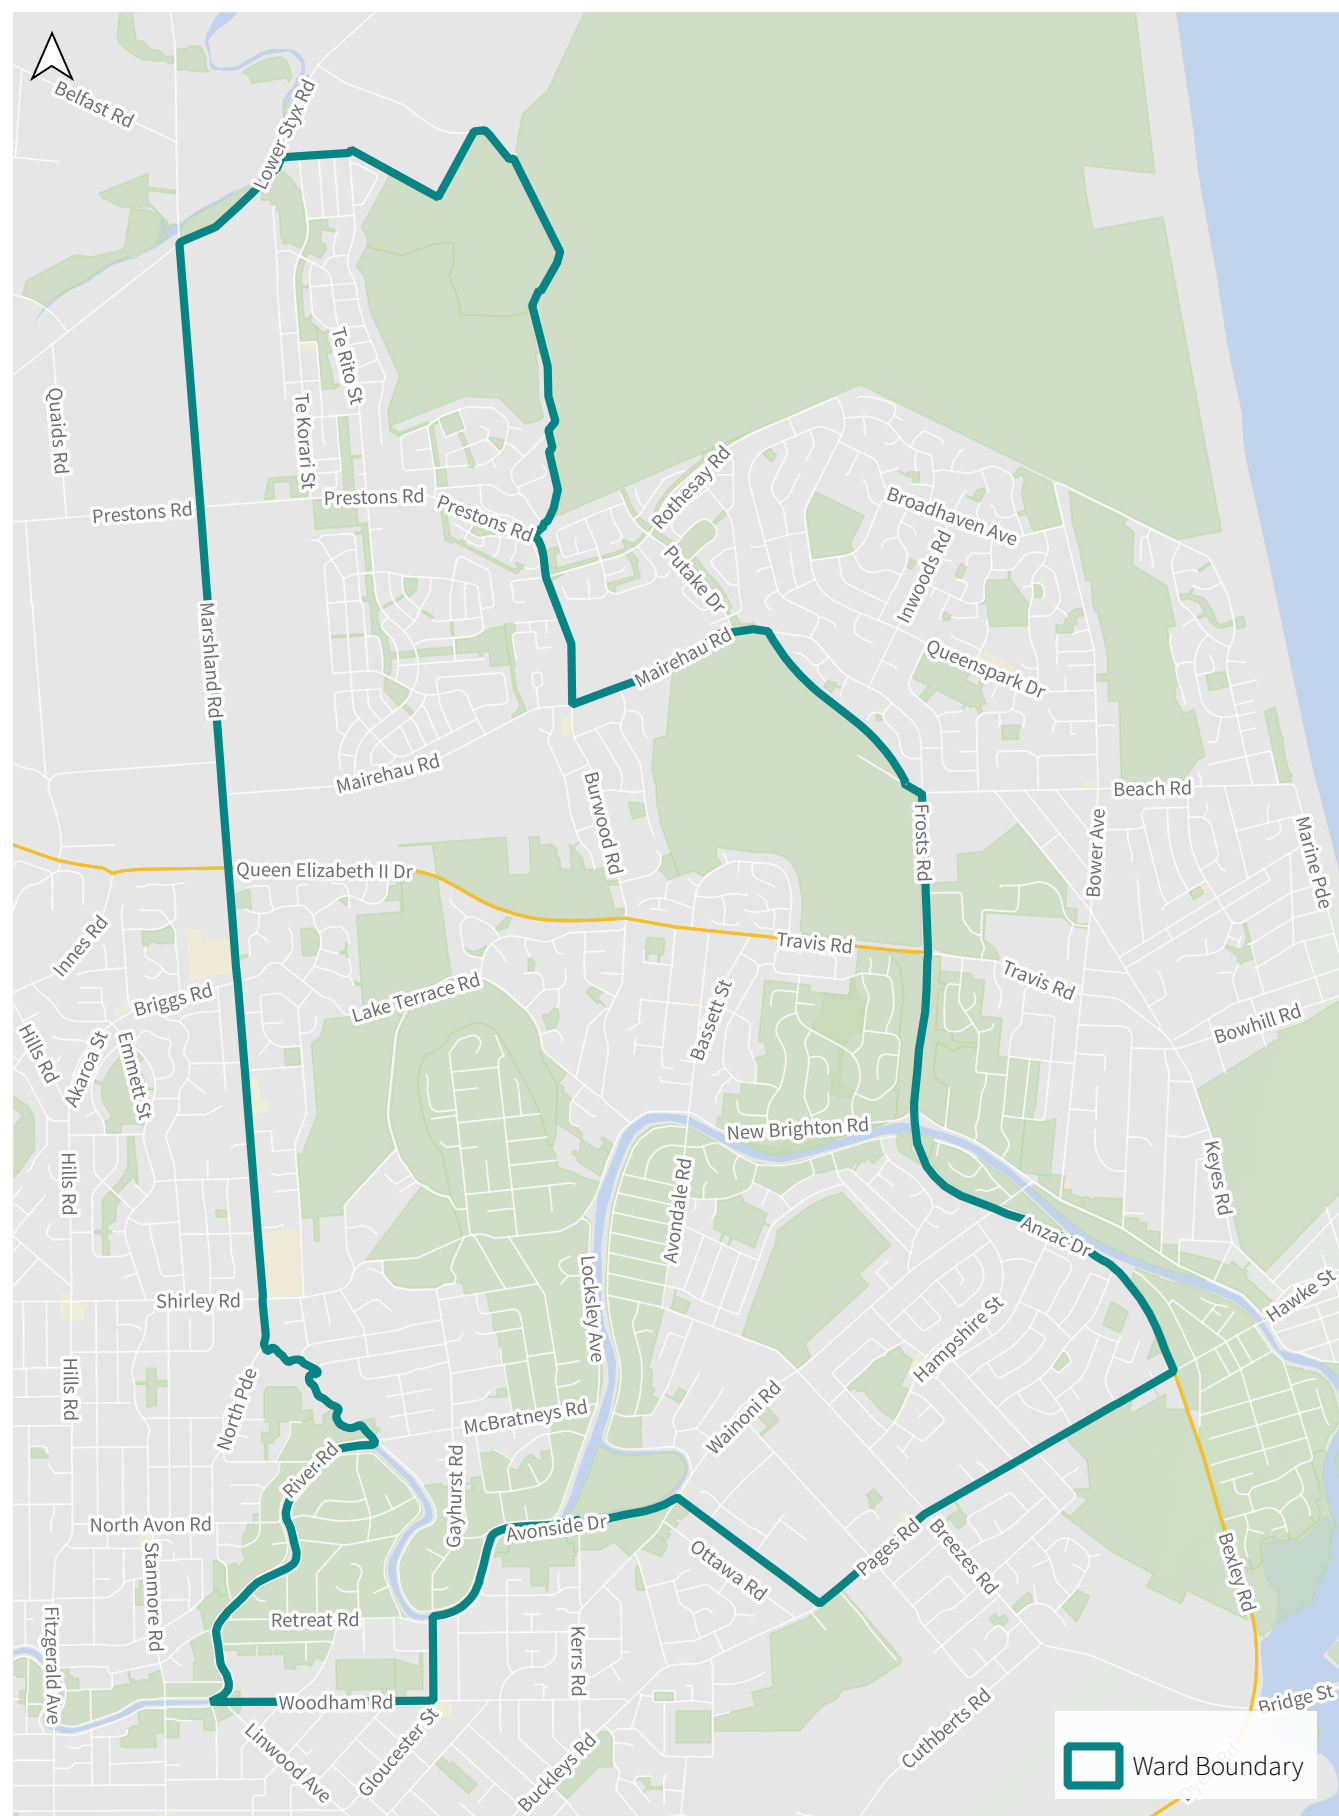 Belfast Rd
Lower Styx Rd
Te Rito St
Quaids Rd
Te Korari St
Prestons Rd
Prestons Rd
Prestons Rd
Rothesay Rd
Broadhaven Ave
Inwoods Rd
Putake Dr
Marshland Rd
Mairehau Rd
Queenspark Dr
Mairehau Rd
Burwood Rd
Beach Rd
Frosts Rd
Bower Ave
Marine Pde
Queen Elizabeth II Dr
Innes Rd
Travis Rd
Travis Rd
Lake Terrace Rd
Briggs Rd
Bassett St
Bowhill Rd
Hills Rd
Akaroa St
Emmett St
New Brighton Rd
Hills Rd
Avondale Rd
Keyes Rd
Anzac Dr
Locksley Ave
Shirley Rd
Hawke St
Hampshire St
Hills Rd
North Pde
McBratneys Rd
Wainoni Rd
River Rd
Gayhurst Rd
North Avon Rd
Avonside Dr
Stanmore Rd
Ottawa Rd
Pages Rd
Breezes Rd
Bexley Rd
Retreat Rd
Fitzgerald Ave
Kerrs Rd
Woodham Rd
Bridge St
Linwood Ave
Gloucester St
Buckleys Rd
Cuthberts Rd
Dyers Rd
Ward Boundary